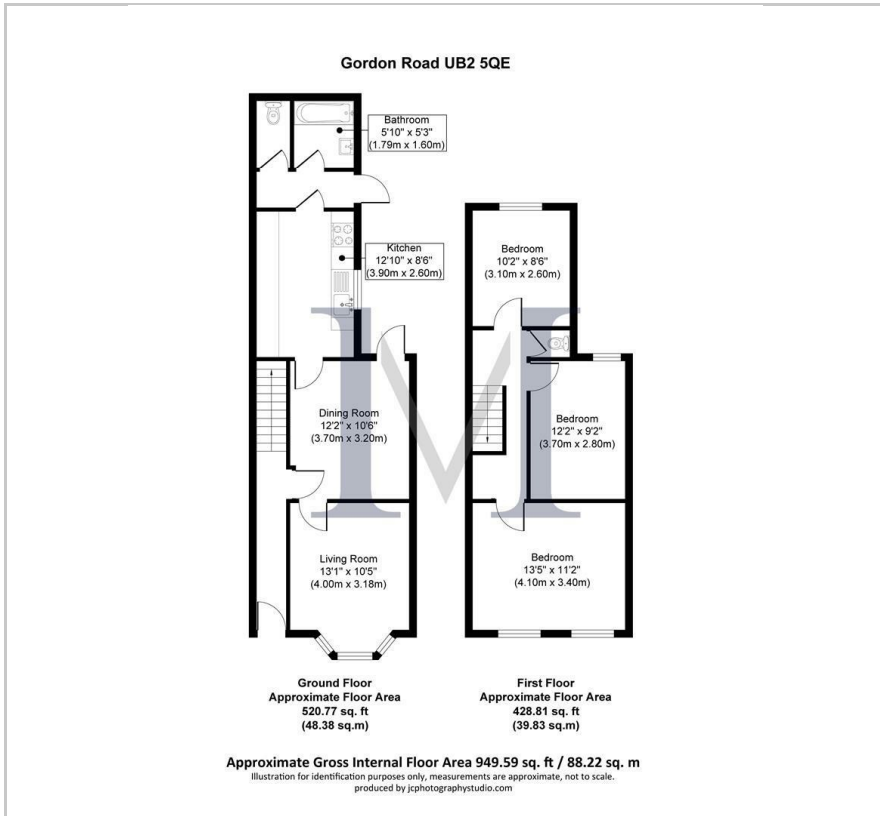 Gordon Road UB2 5QE
Bathroom
5'10" x 5'3"
(1.79m x 1.60m)
Kitchen
12'10" x 8'6"
(3.90m x 2.60m)
Dining Room
12'2" x 10'6"
(3.70m x 3.20m)
Living Room
13'1" x 10'5"
(4.00m x 3.18m)
Bedroom
10'2" x 8'6"
(3.10m x 2.60m)
Bedroom
12'2" x 9'2"
(3.70m x 2.80m)
Bedroom
13'5" x 11'2"
(4.10m x 3.40m)
Ground Floor
Approximate Floor Area
520.77 sq. ft
(48.38 sq.m)
First Floor
Approximate Floor Area
428.81 sq. ft
(39.83 sq.m)
Approximate Gross Internal Floor Area 949.59 sq. ft / 88.22 sq. m
Illustration for identification purposes only, measurements are approximate, not to scale.
produced by jcphotographystudio.com